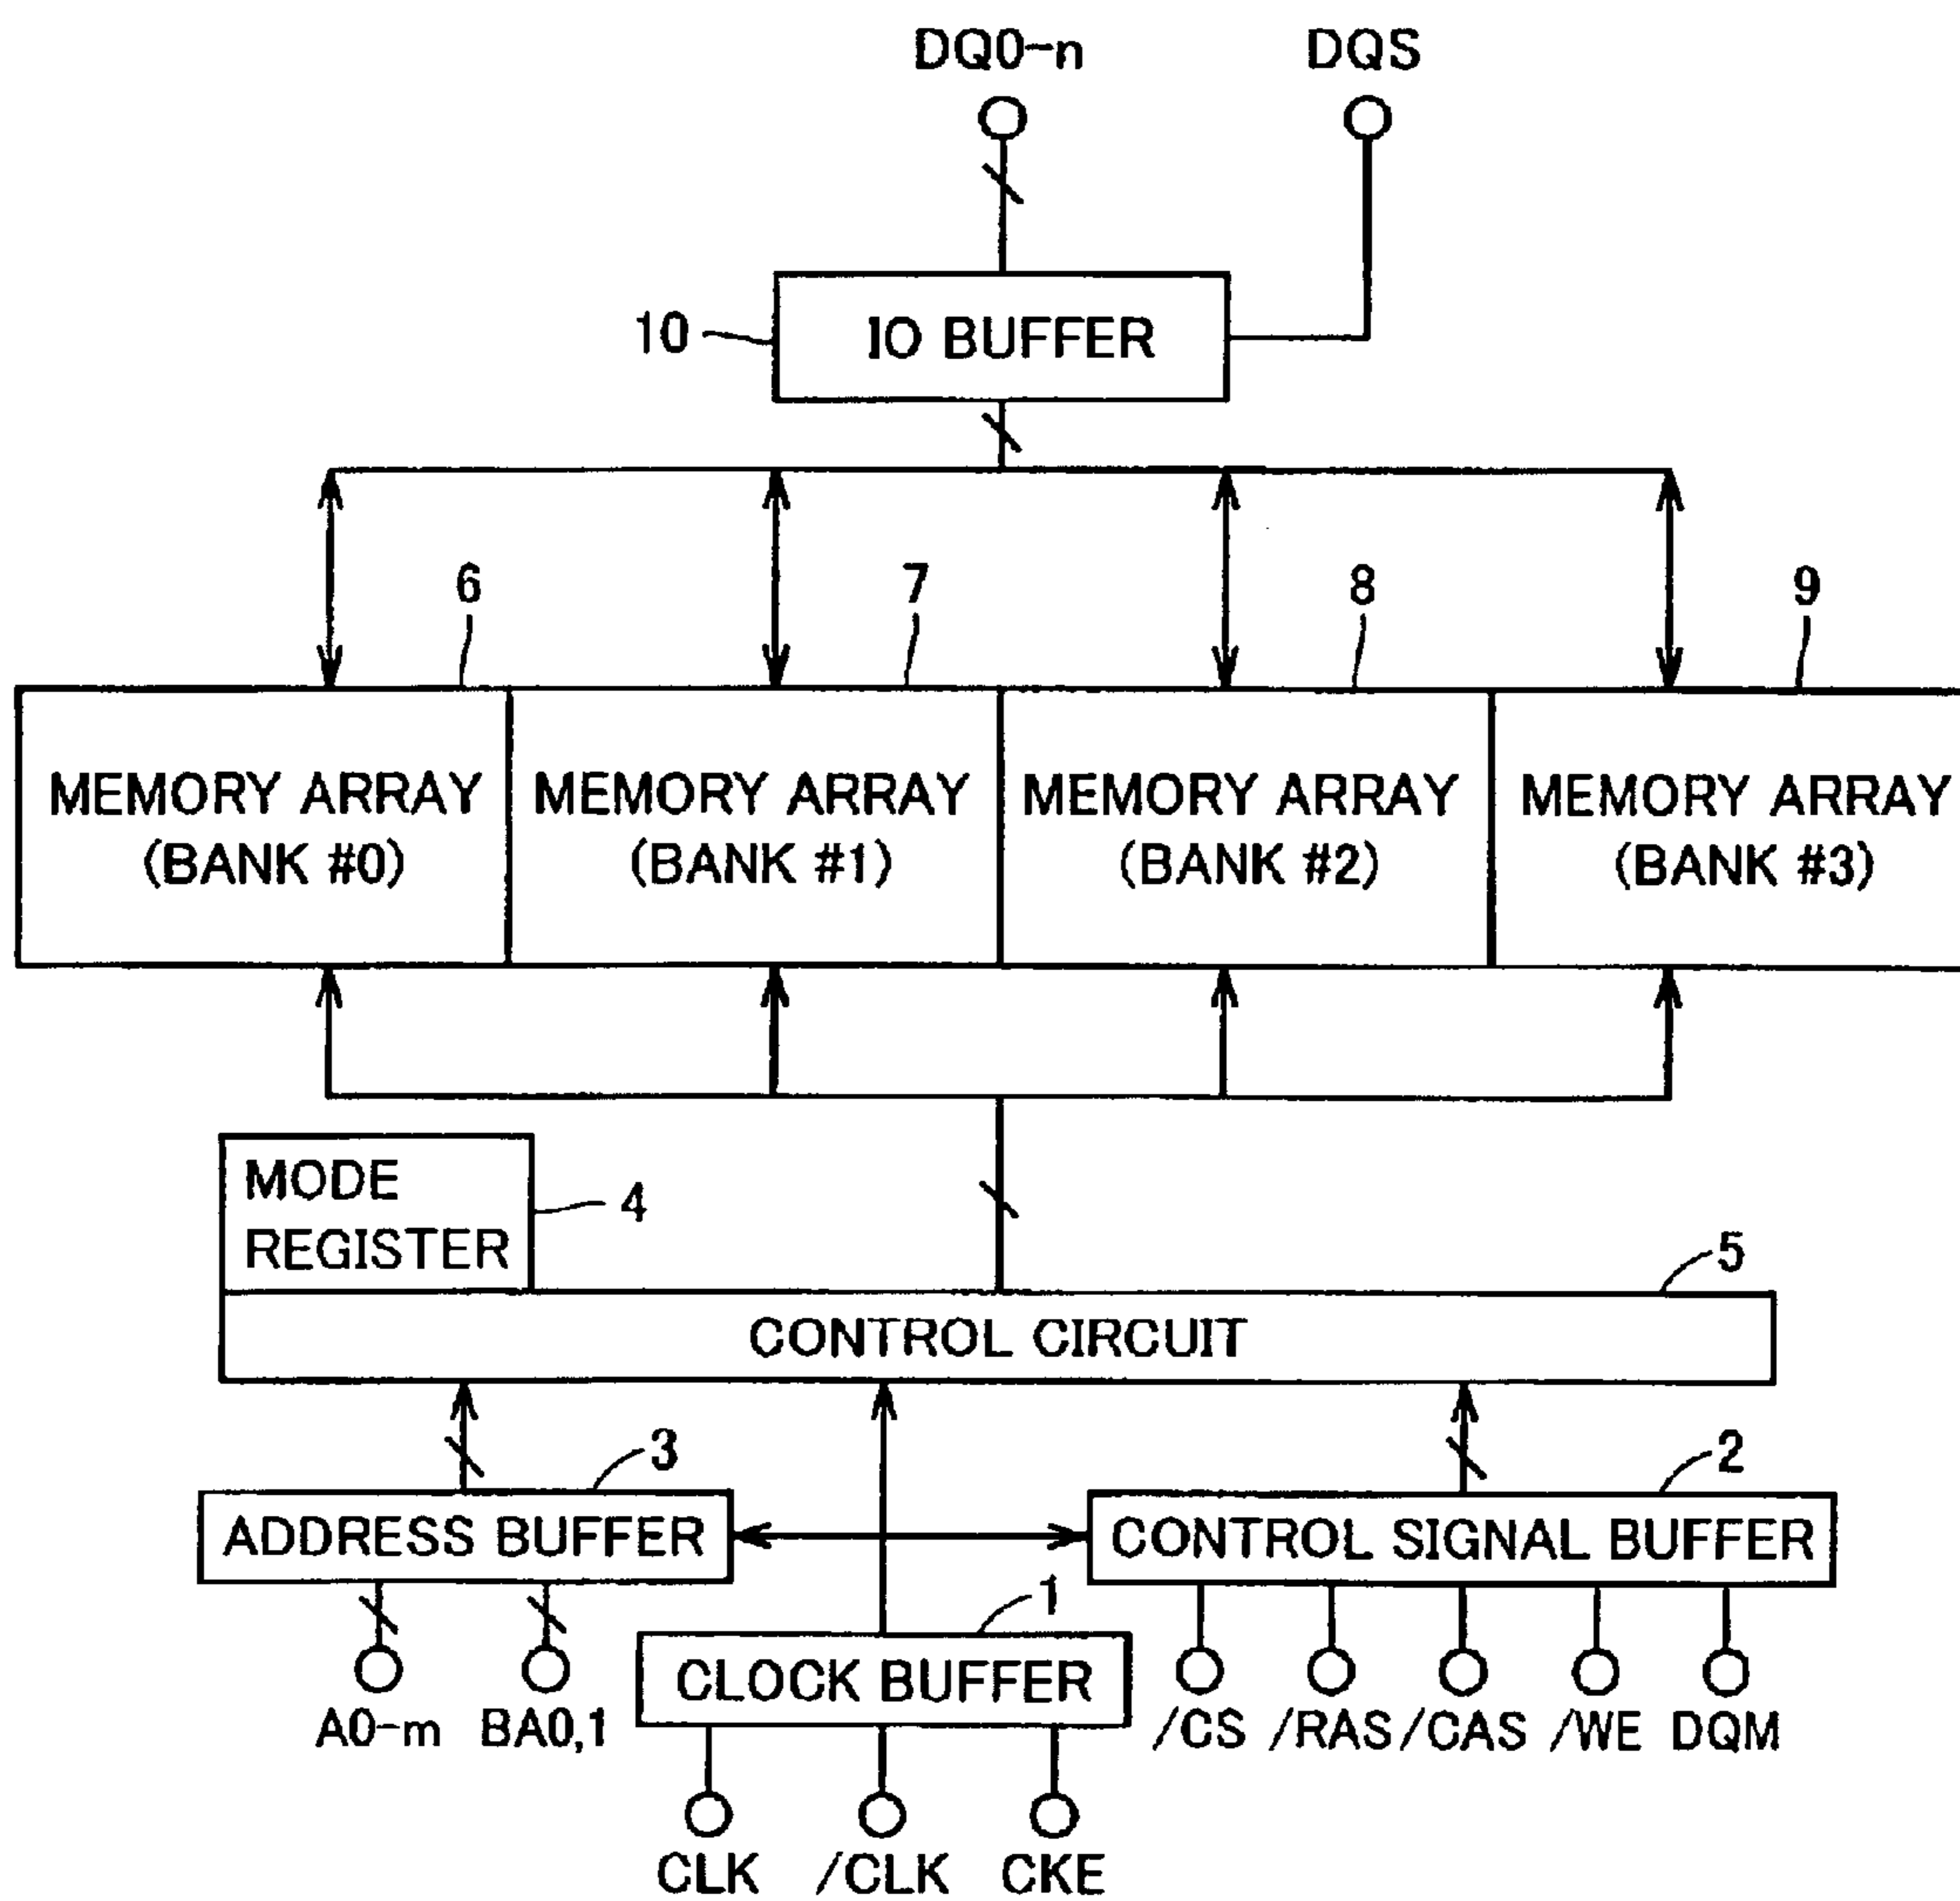 DQ0-n DQS
10 IO BUFFER
6 7 8 9
MEMORY ARRAY MEMORY ARRAY MEMORY ARRAY MEMORY ARRAY
(BANK #0) (BANK #1) (BANK #2) (BANK #3)
MODE
REGISTER
4
5
CONTROL CIRCUIT
3 2
ADDRESS BUFFER CONTROL SIGNAL BUFFER
1
CLOCK BUFFER
A0-m BA0,1 /CS /RAS /CAS /WE DQM
CLK /CLK CKE